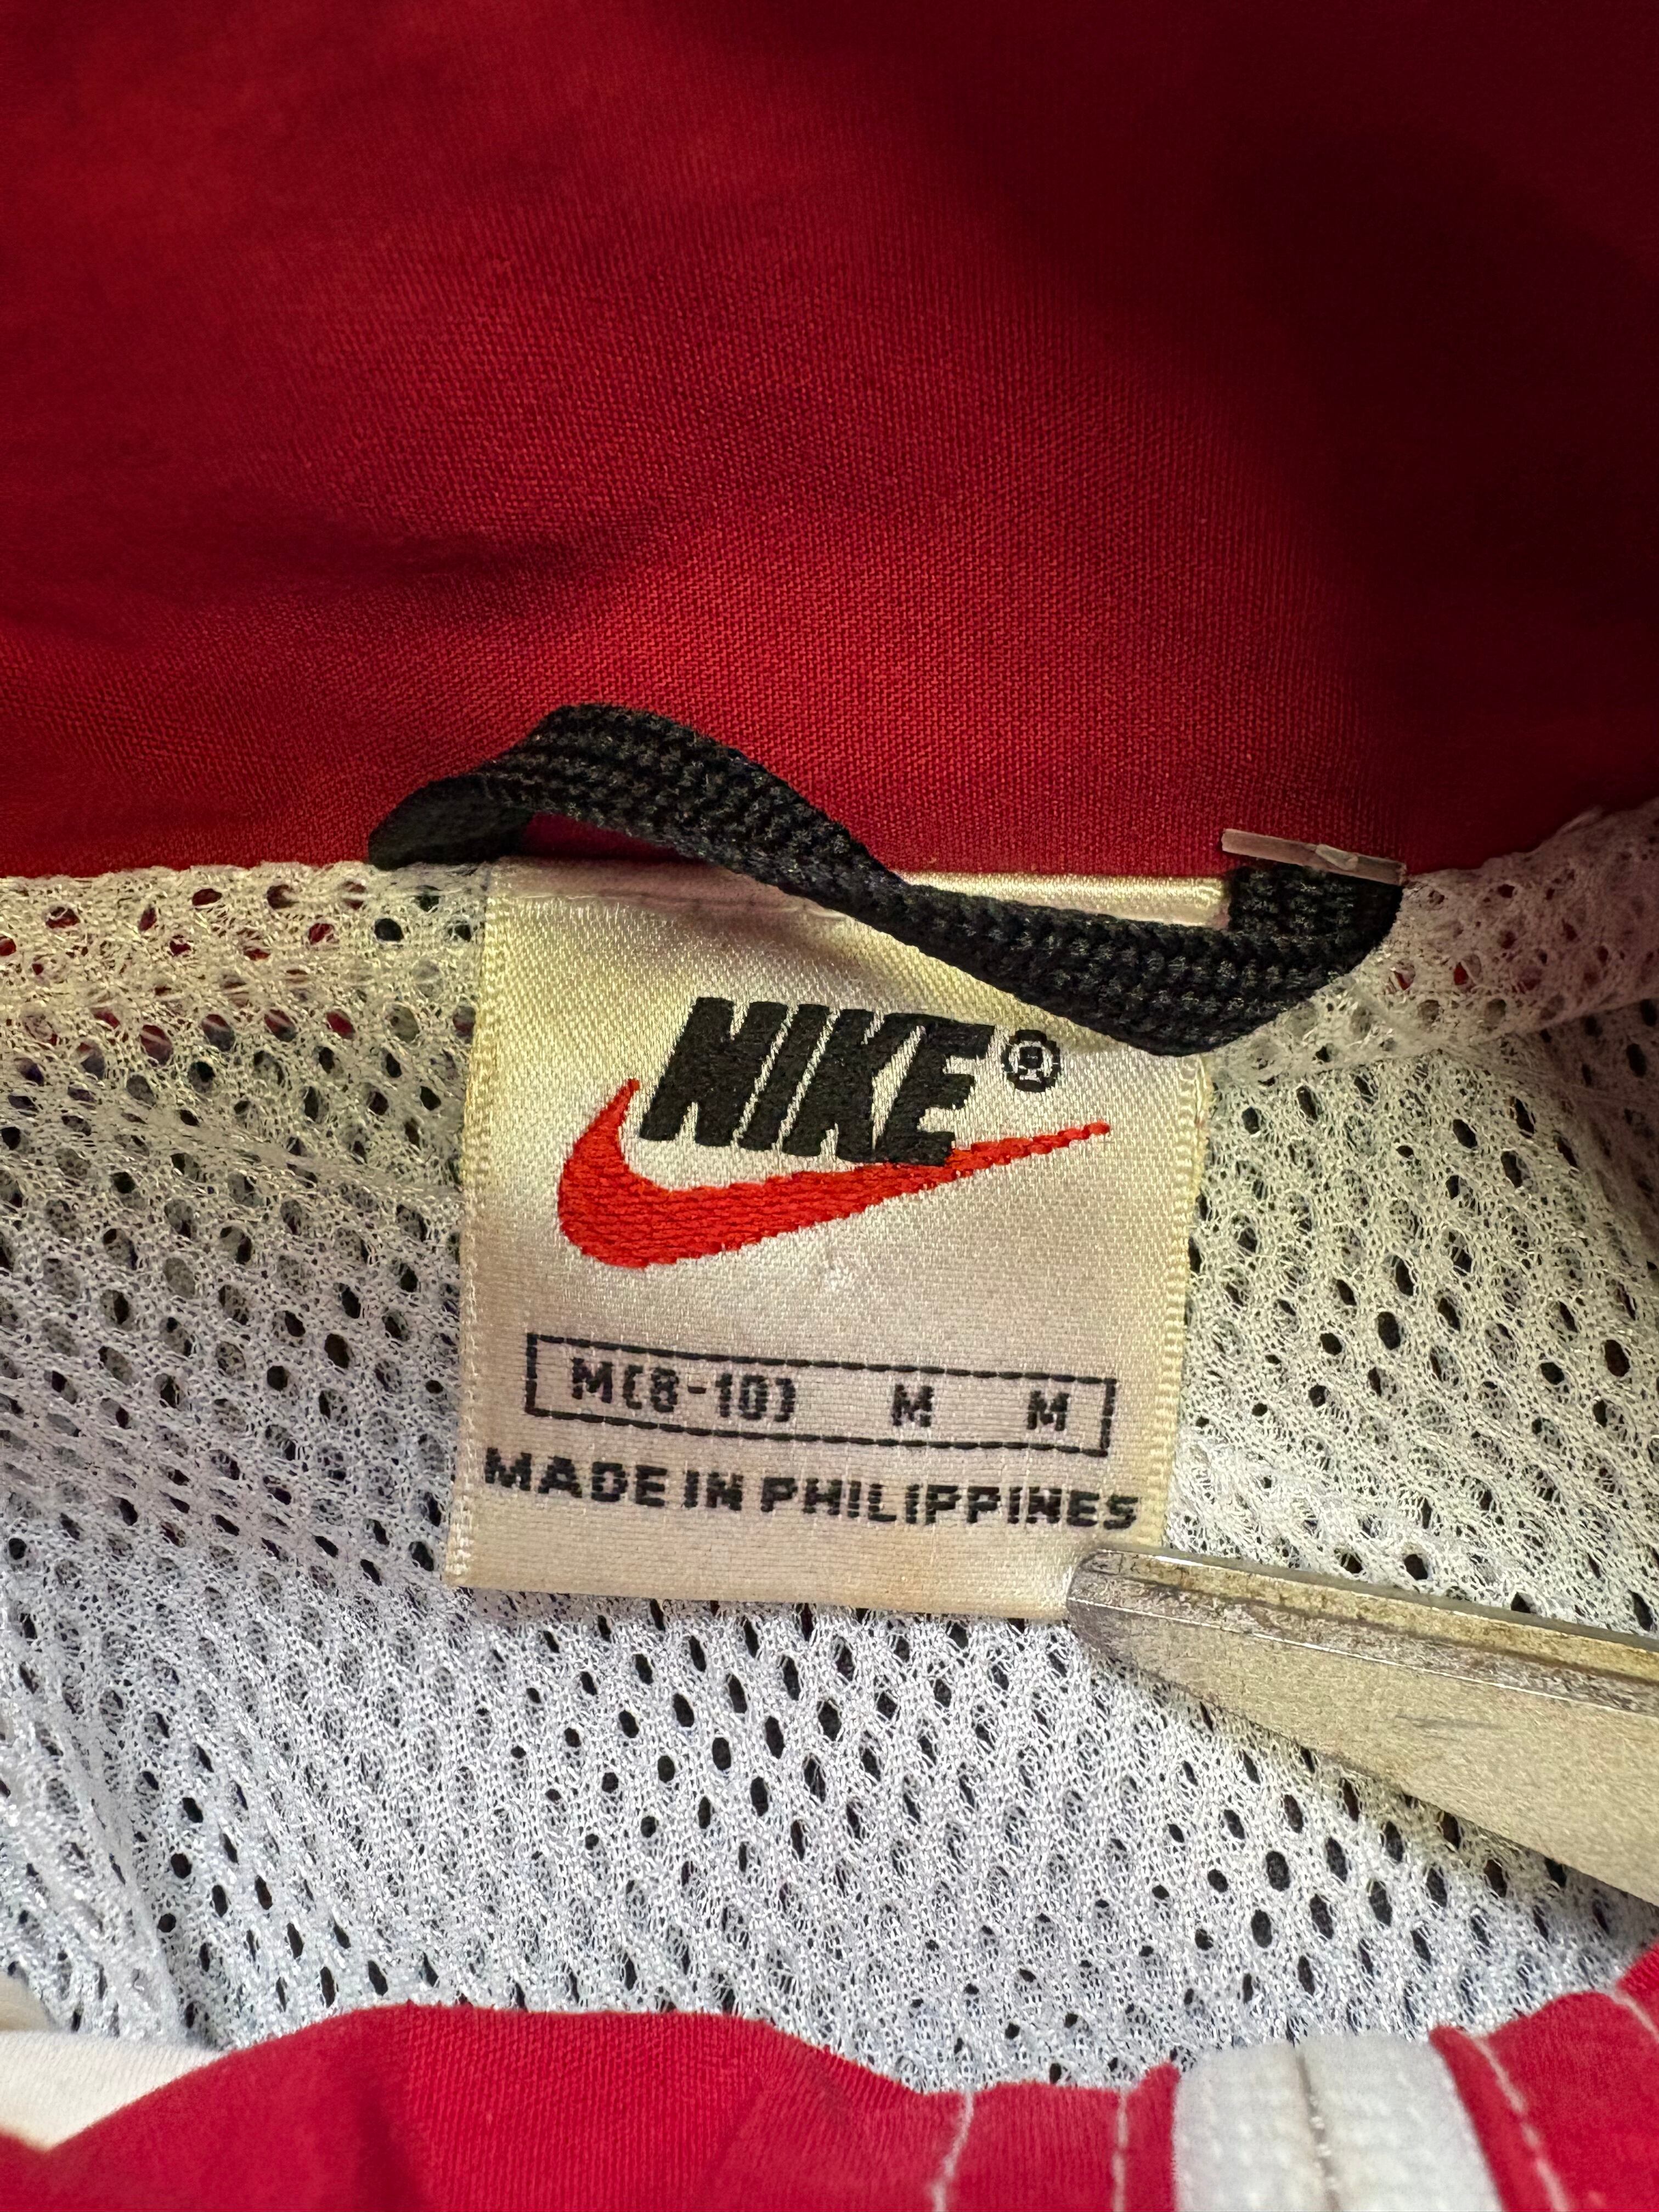 NIKE®
M(8-10) M M
MADE IN PHILIPPINES